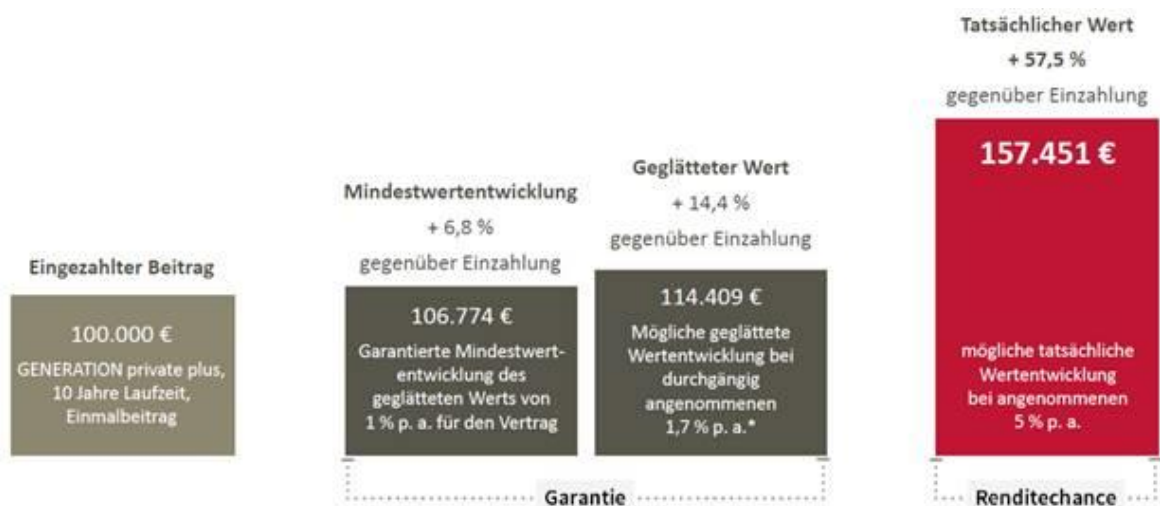 Eingezahlter Beitrag
100.000 €
GENERATION private plus,
10 Jahre Laufzeit,
Einmalbeitrag
Mindestwertentwicklung
+ 6,8 %
gegenüber Einzahlung
106.774 €
Garantierte Mindestwert-
entwicklung des
geglätteten Werts von
1 % p. a. für den Vertrag
Geglätteter Wert
+ 14,4 %
gegenüber Einzahlung
114.409 €
Mögliche geglättete
Wertentwicklung bei
durchgängig
angenommenen
1,7 % p. a.*
Garantie
Tatsächlicher Wert
+ 57,5 %
gegenüber Einzahlung
157.451 €
mögliche tatsächliche
Wertentwicklung
bei angenommenen
5 % p. a.
Renditechance